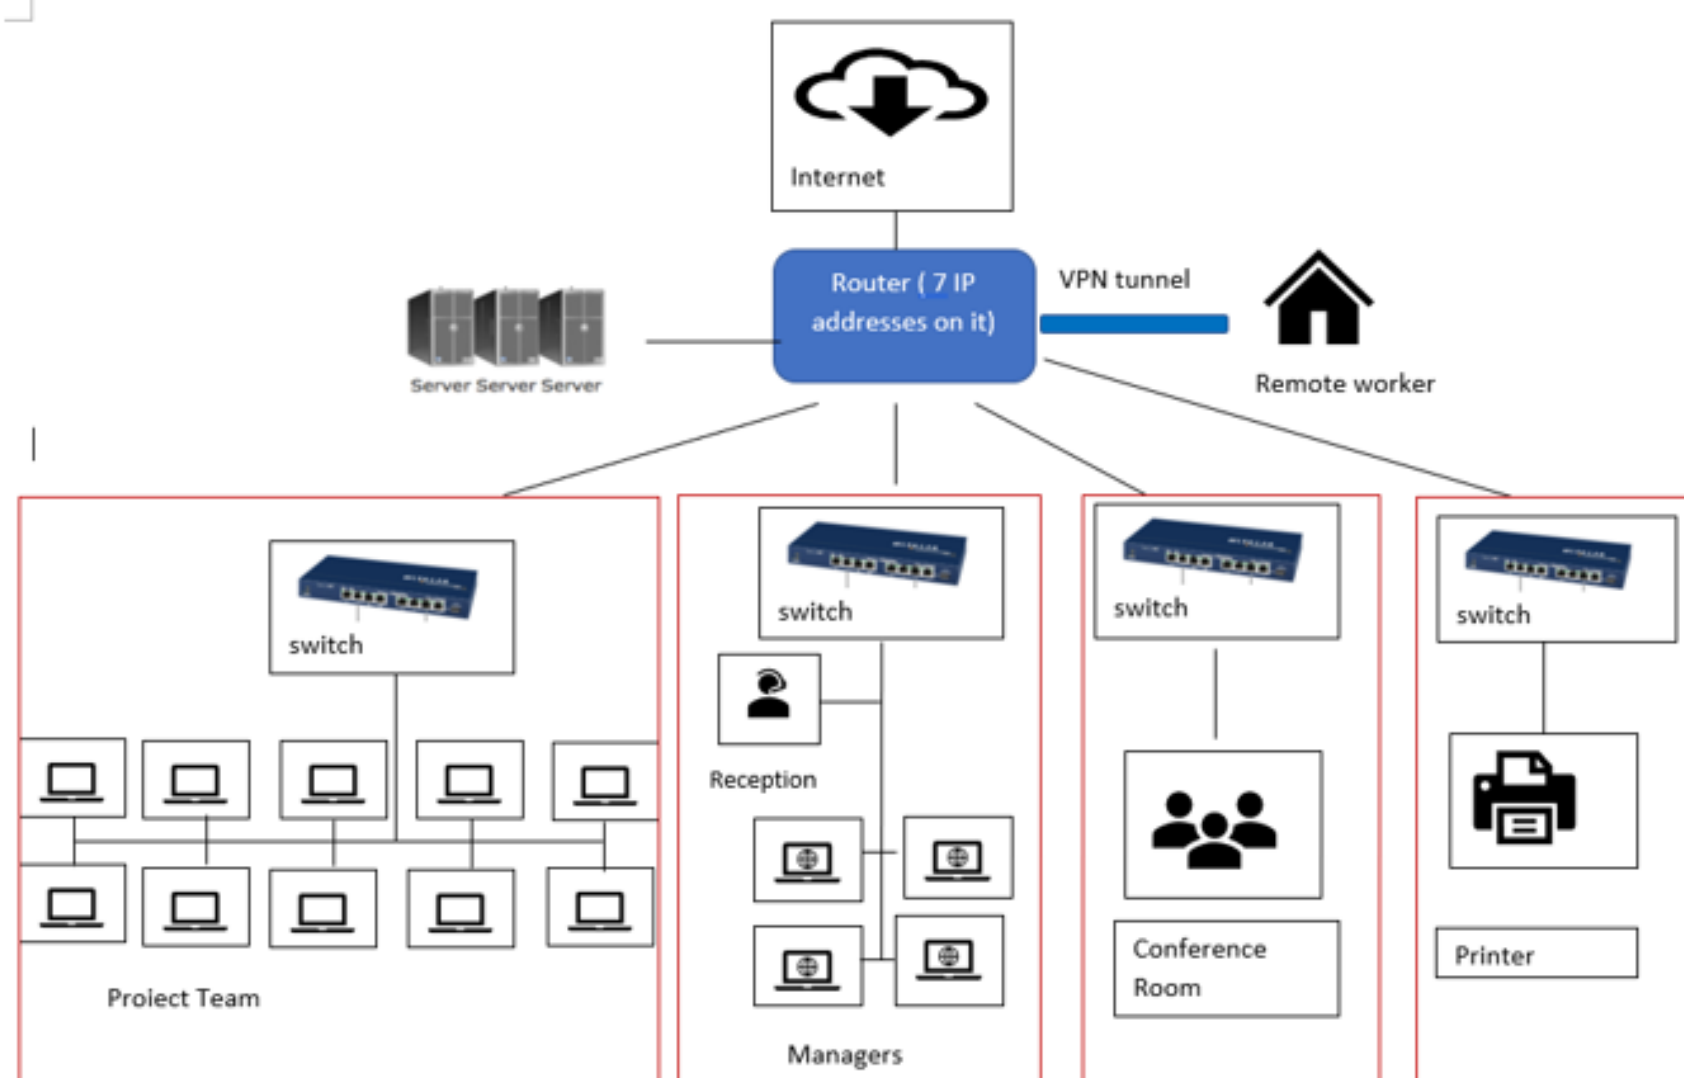 Internet
Router ( 7 IP
addresses on it)
VPN tunnel
Remote worker
Server Server Server
switch
switch
switch
switch
Reception
Project Team
Managers
Conference
Room
Printer